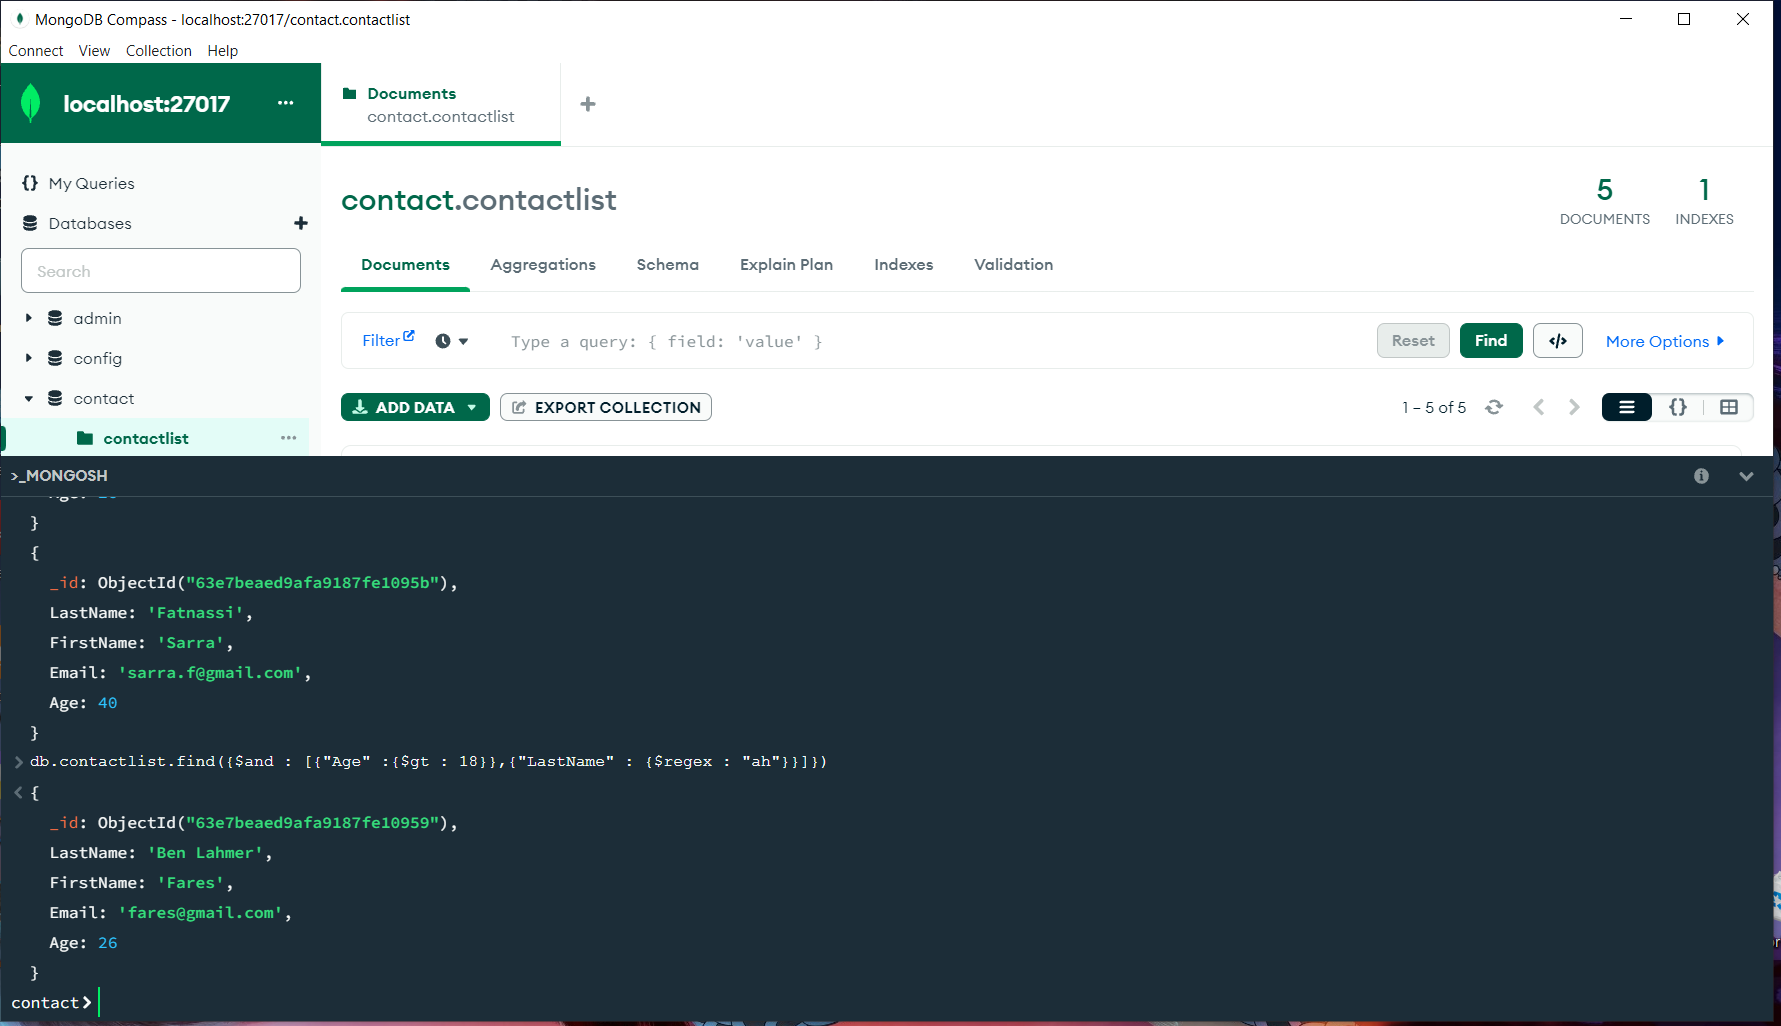 MongoDB Compass - localhost:27017/contact.contactlist
Connect View Collection Help
localhost:27017 ...
Documents
contact.contactlist
{} My Queries
Databases
Search
admin
config
contact
contactlist ...
contact.contactlist
5
DOCUMENTS
1
INDEXES
Documents Aggregations Schema Explain Plan Indexes Validation
Filter Type a query: { field: 'value' } Reset Find </> More Options
ADD DATA EXPORT COLLECTION 1 – 5 of 5 {}
>_MONGOSH
}
{
_id: ObjectId("63e7beaed9afa9187fe1095b"),
LastName: 'Fatnassi',
FirstName: 'Sarra',
Email: 'sarra.f@gmail.com',
Age: 40
}
> db.contactlist.find({$and : [{"Age" :{$gt : 18}},{"LastName" : {$regex : "ah"}}]})
< {
_id: ObjectId("63e7beaed9afa9187fe10959"),
LastName: 'Ben Lahmer',
FirstName: 'Fares',
Email: 'fares@gmail.com',
Age: 26
}
contact>